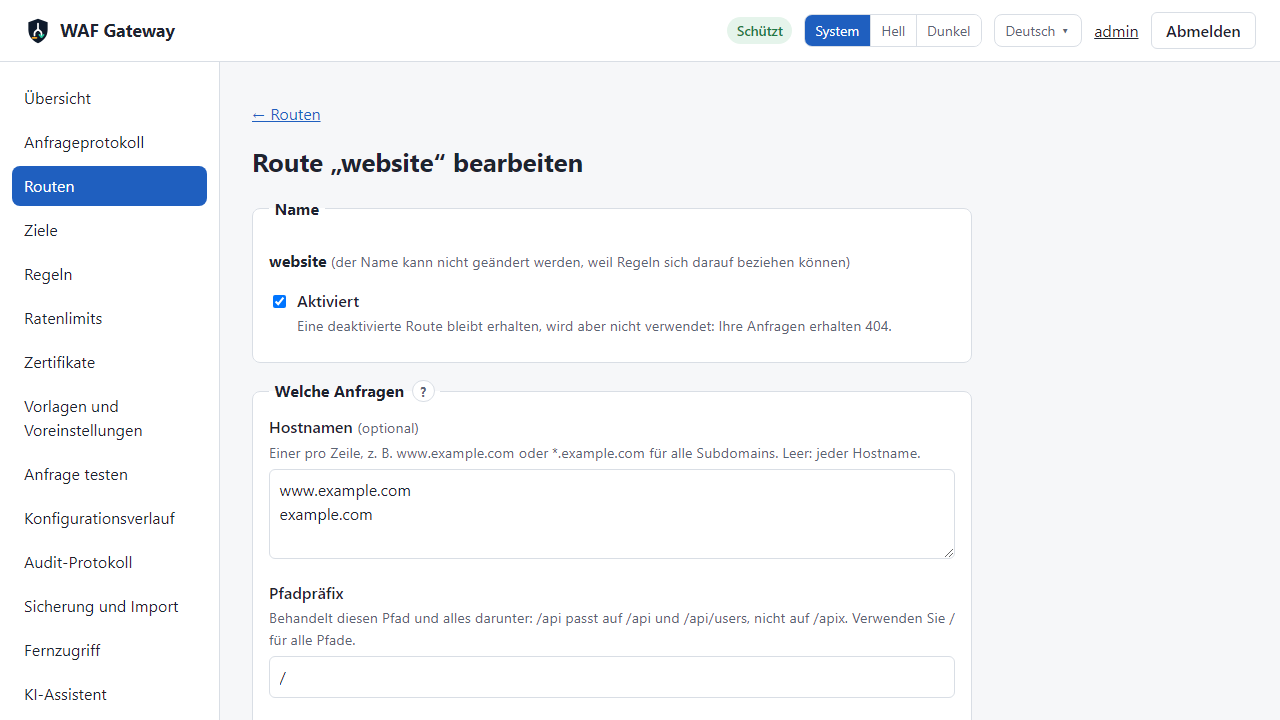 WAF Gateway
Schützt
System
Hell
Dunkel
Deutsch
admin
Abmelden
Übersicht
Anfrageprotokoll
Routen
Ziele
Regeln
Ratenlimits
Zertifikate
Vorlagen und
Voreinstellungen
Anfrage testen
Konfigurationsverlauf
Audit-Protokoll
Sicherung und Import
Fernzugriff
KI-Assistent
← Routen
Route „website“ bearbeiten
Name
website (der Name kann nicht geändert werden, weil Regeln sich darauf beziehen können)
Aktiviert
Eine deaktivierte Route bleibt erhalten, wird aber nicht verwendet: Ihre Anfragen erhalten 404.
Welche Anfragen ?
Hostnamen (optional)
Einer pro Zeile, z. B. www.example.com oder *.example.com für alle Subdomains. Leer: jeder Hostname.
www.example.com
example.com
Pfadpräfix
Behandelt diesen Pfad und alles darunter: /api passt auf /api und /api/users, nicht auf /apix. Verwenden Sie /
für alle Pfade.
/